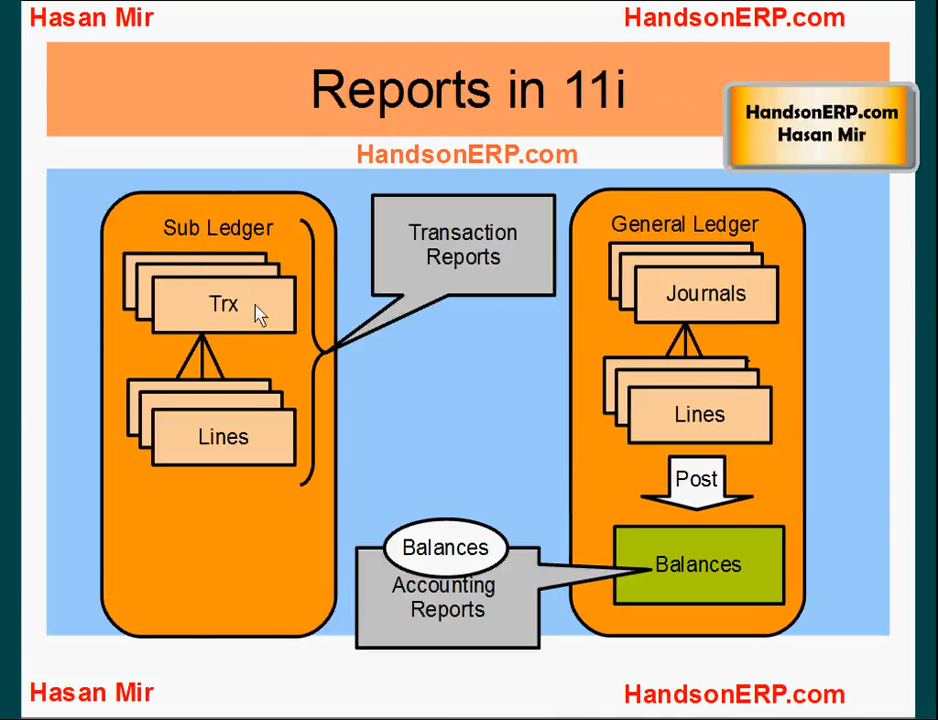 Hasan Mir
HandsonERP.com
Reports in 11i
HandsonERP.com
Hasan Mir
HandsonERP.com
Sub Ledger
Trx
Lines
Transaction
Reports
General Ledger
Journals
Lines
Post
Balances
Balances
Accounting
Reports
Hasan Mir
HandsonERP.com